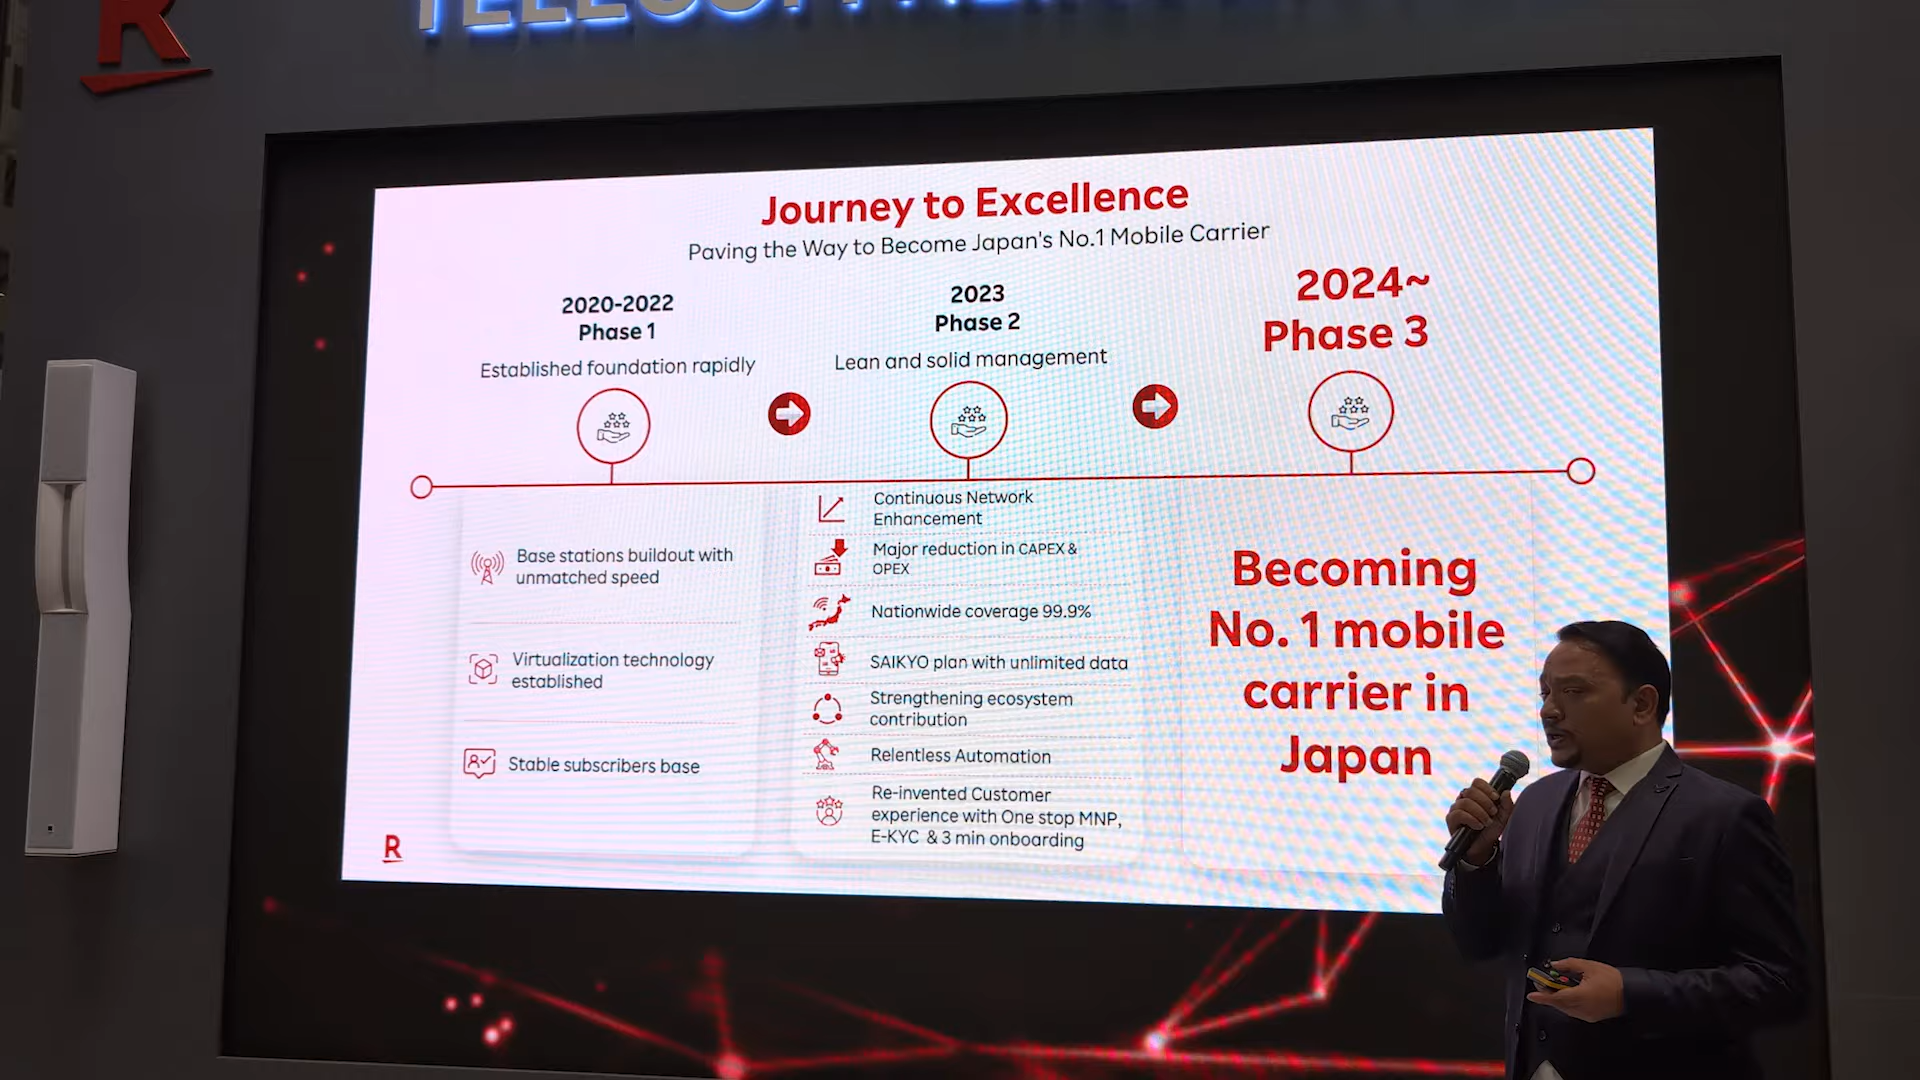 R
Journey to Excellence
Paving the Way to Become Japan's No.1 Mobile Carrier
2020-2022
Phase 1
Established foundation rapidly
2023
Phase 2
Lean and solid management
2024~
Phase 3
Base stations buildout with
unmatched speed
Virtualization technology
established
Stable subscribers base
Continuous Network
Enhancement
Major reduction in CAPEX &
OPEX
Nationwide coverage 99.9%
SAIKYO plan with unlimited data
Strengthening ecosystem
contribution
Relentless Automation
Re-invented Customer
experience with One stop MNP,
E-KYC & 3 min onboarding
Becoming
No. 1 mobile
carrier in
Japan
R